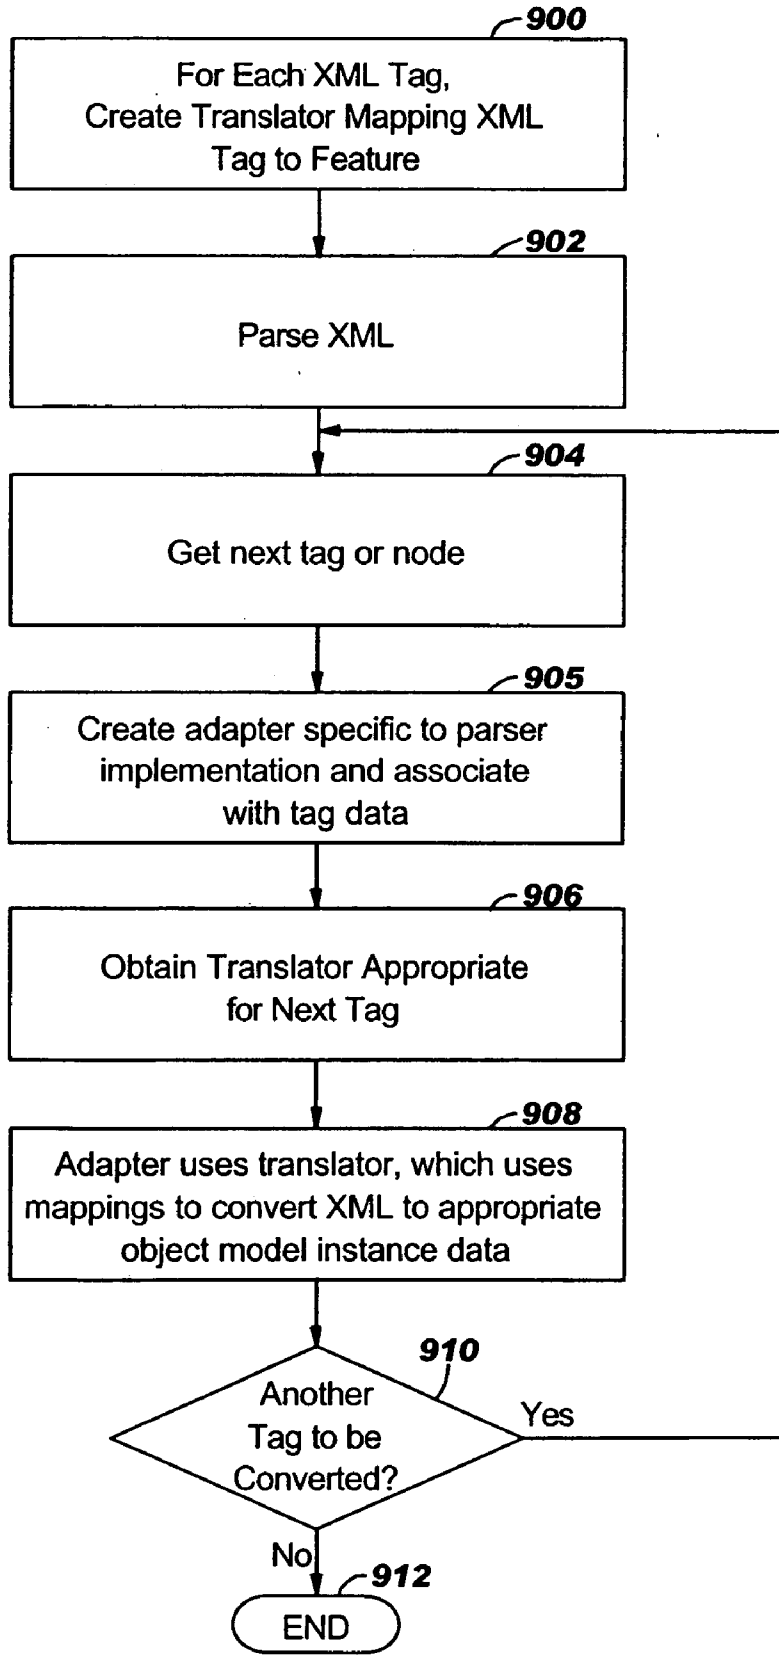 900
For Each XML Tag,
Create Translator Mapping XML
Tag to Feature
902
Parse XML
904
Get next tag or node
905
Create adapter specific to parser
implementation and associate
with tag data
906
Obtain Translator Appropriate
for Next Tag
908
Adapter uses translator, which uses
mappings to convert XML to appropriate
object model instance data
910
Another
Tag to be
Converted?
Yes
No
912
END